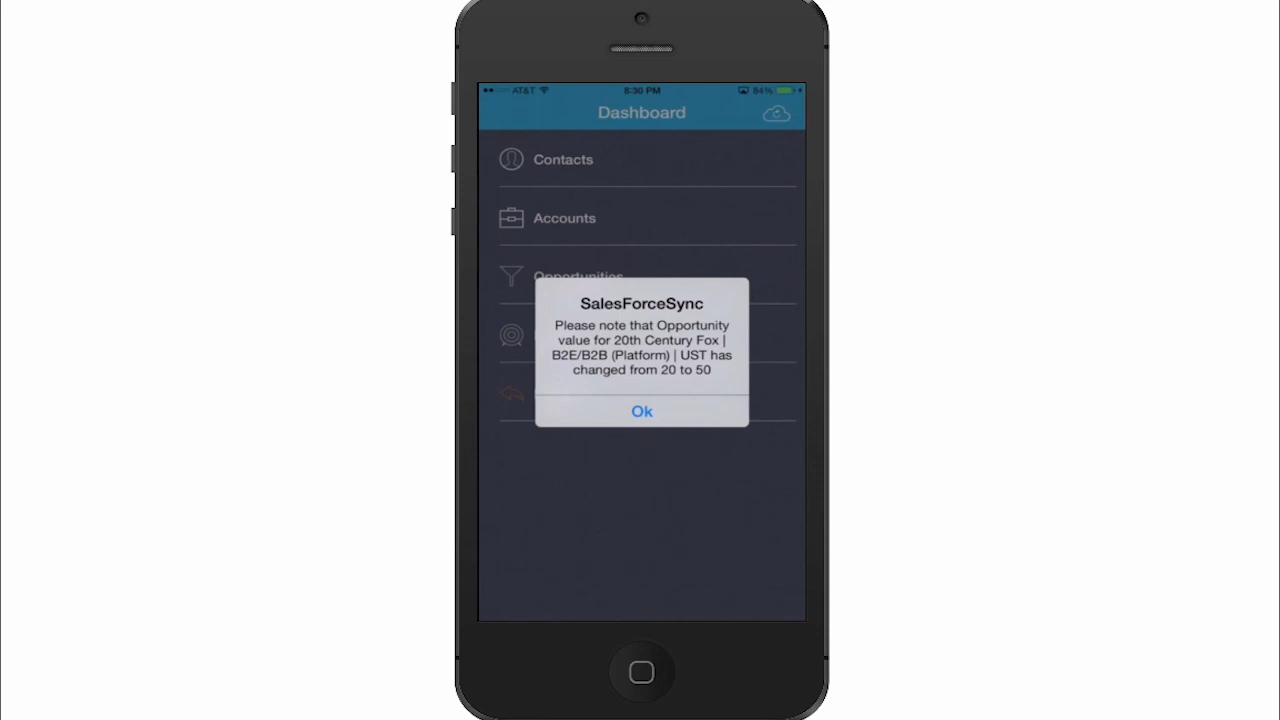 AT&T 8:30 PM 84%
Dashboard
Contacts
Accounts
Opportunities
SalesForceSync
Please note that Opportunity
value for 20th Century Fox |
B2E/B2B (Platform) | UST has
changed from 20 to 50
Ok